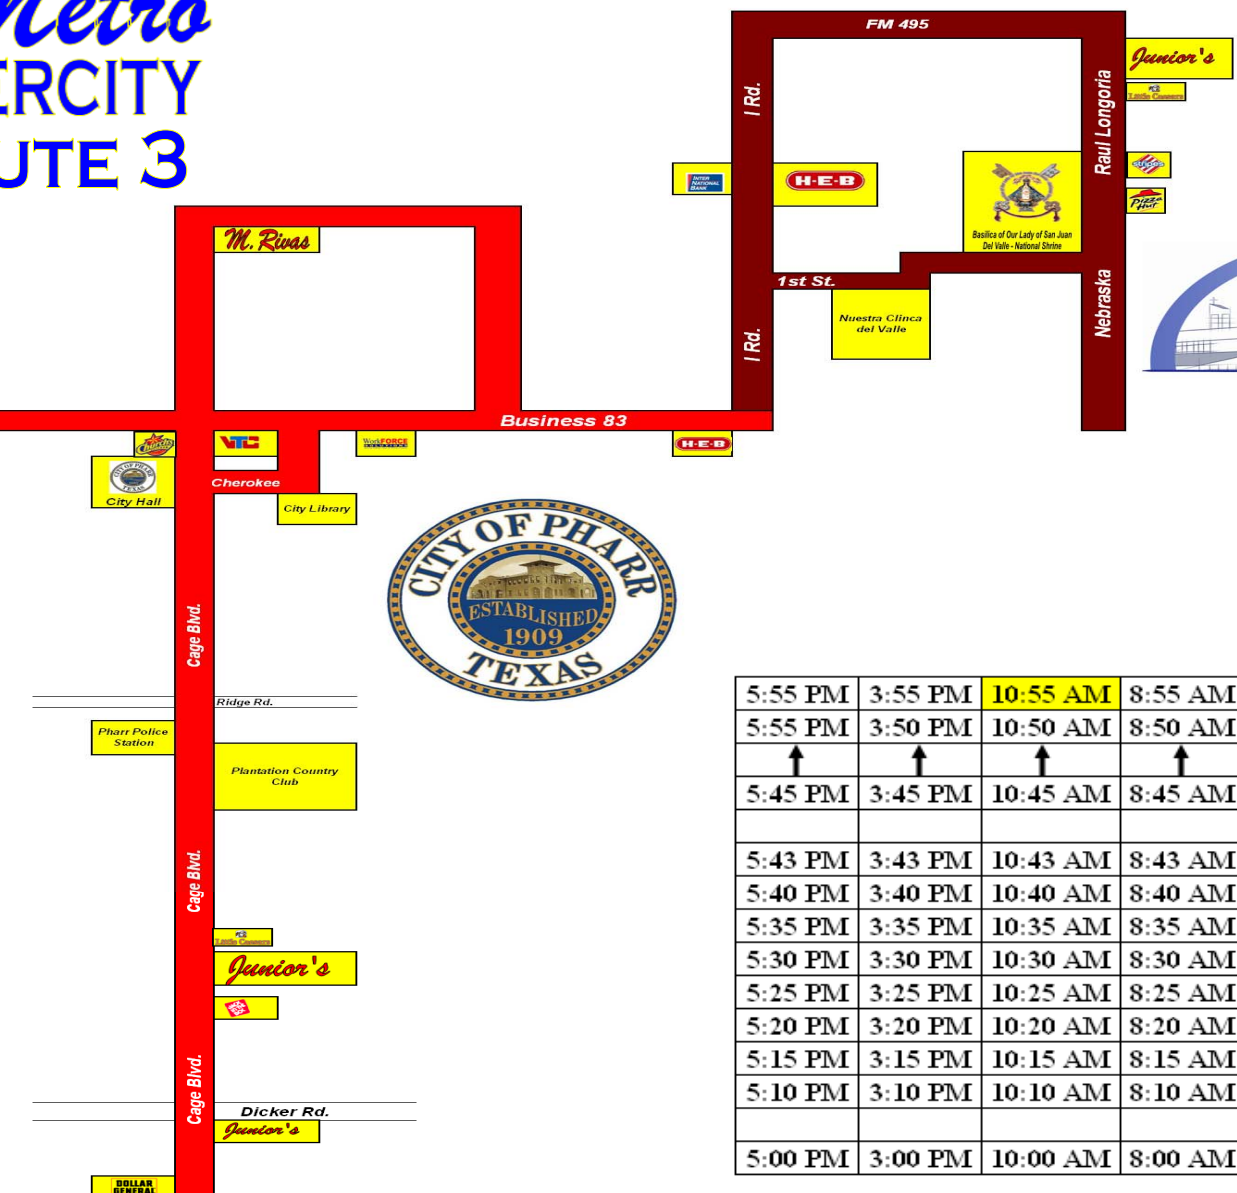 Metro
ERCITY
UTE 3
FM 495
I Rd.
Raul Longoria
Junior's
Little Caesars
INTER
NATIONAL
BANK
H-E-B
Basilica of Our Lady of San Juan
Del Valle - National Shrine
stripes
Pizza
Hut
M. Rivas
1st St.
Nuestra Clinca
del Valle
I Rd.
Nebraska
Business 83
Church's
VTC
WorkFORCE
SOLUTIONS
H-E-B
CITY OF PHARR
TEXAS
City Hall
Cherokee
City Library
CITY OF PHARR
ESTABLISHED
1909
TEXAS
Cage Blvd.
Ridge Rd.
Pharr Police
Station
Plantation Country
Club
Cage Blvd.
Little Caesars
Junior's
Cage Blvd.
Dicker Rd.
Junior's
DOLLAR
GENERAL
5:55 PM 3:55 PM 10:55 AM 8:55 AM
5:55 PM 3:50 PM 10:50 AM 8:50 AM
5:45 PM 3:45 PM 10:45 AM 8:45 AM
5:43 PM 3:43 PM 10:43 AM 8:43 AM
5:40 PM 3:40 PM 10:40 AM 8:40 AM
5:35 PM 3:35 PM 10:35 AM 8:35 AM
5:30 PM 3:30 PM 10:30 AM 8:30 AM
5:25 PM 3:25 PM 10:25 AM 8:25 AM
5:20 PM 3:20 PM 10:20 AM 8:20 AM
5:15 PM 3:15 PM 10:15 AM 8:15 AM
5:10 PM 3:10 PM 10:10 AM 8:10 AM
5:00 PM 3:00 PM 10:00 AM 8:00 AM